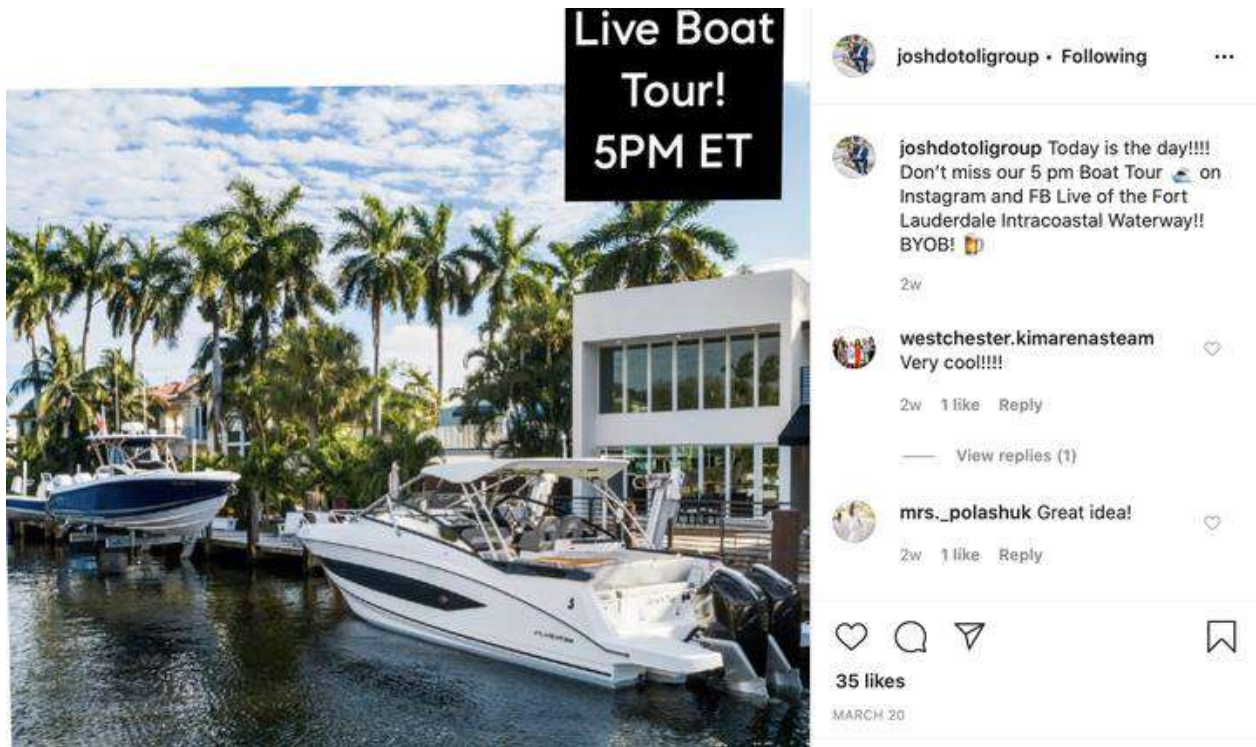 Live Boat
Tour!
5PM ET
joshdotoligroup • Following
joshdotoligroup Today is the day!!!!
Don't miss our 5 pm Boat Tour 🌊 on
Instagram and FB Live of the Fort
Lauderdale Intracoastal Waterway!!
BYOB! 🍺
2w
westchester.kimarenasteam
Very cool!!!!
2w 1 like Reply
View replies (1)
mrs._polashuk Great idea!
2w 1 like Reply
35 likes
MARCH 20